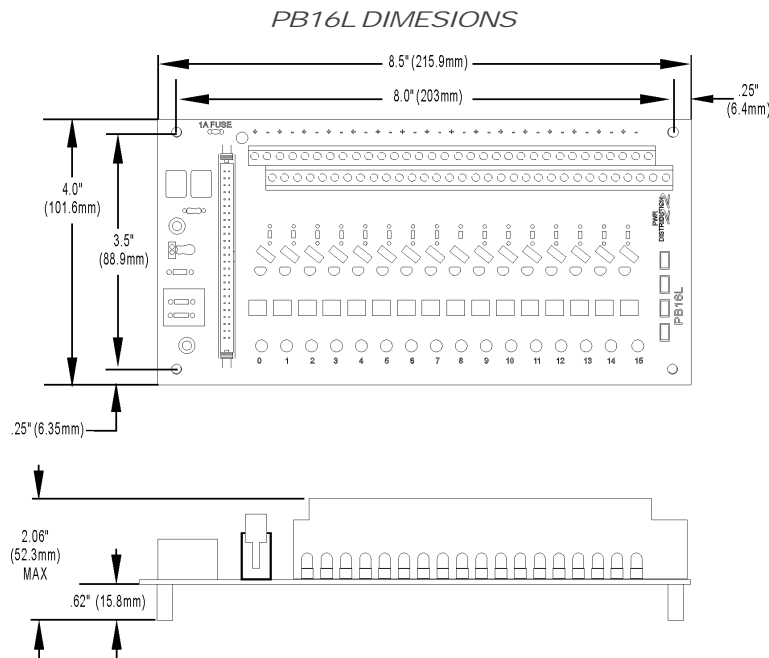 PB16L DIMESIONS
8.5" (215.9mm)
8.0" (203mm)
.25"
(6.4mm)
1A FUSE
+ - + - + - + - + - + - + - + - + - + - + - + - + - + - + - + -
4.0"
(101.6mm)
3.5"
(88.9mm)
PWR
DISTRIBUTION
PB16L
0 1 2 3 4 5 6 7 8 9 10 11 12 13 14 15
.25" (6.35mm)
2.06"
(52.3mm)
MAX
.62" (15.8mm)